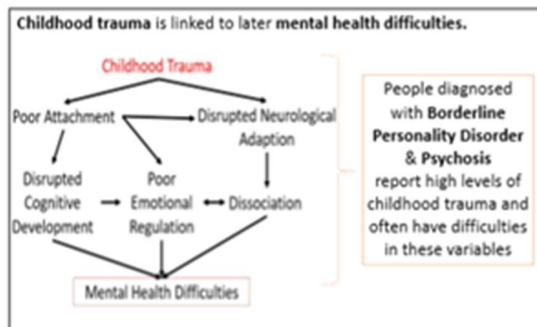 Childhood trauma is linked to later mental health difficulties.
Childhood Trauma
Poor Attachment
Disrupted Neurological
Adaption
Disrupted
Cognitive
Development
Poor
Emotional
Regulation
Dissociation
Mental Health Difficulties
People diagnosed
with Borderline
Personality Disorder
& Psychosis
report high levels of
childhood trauma and
often have difficulties
in these variables